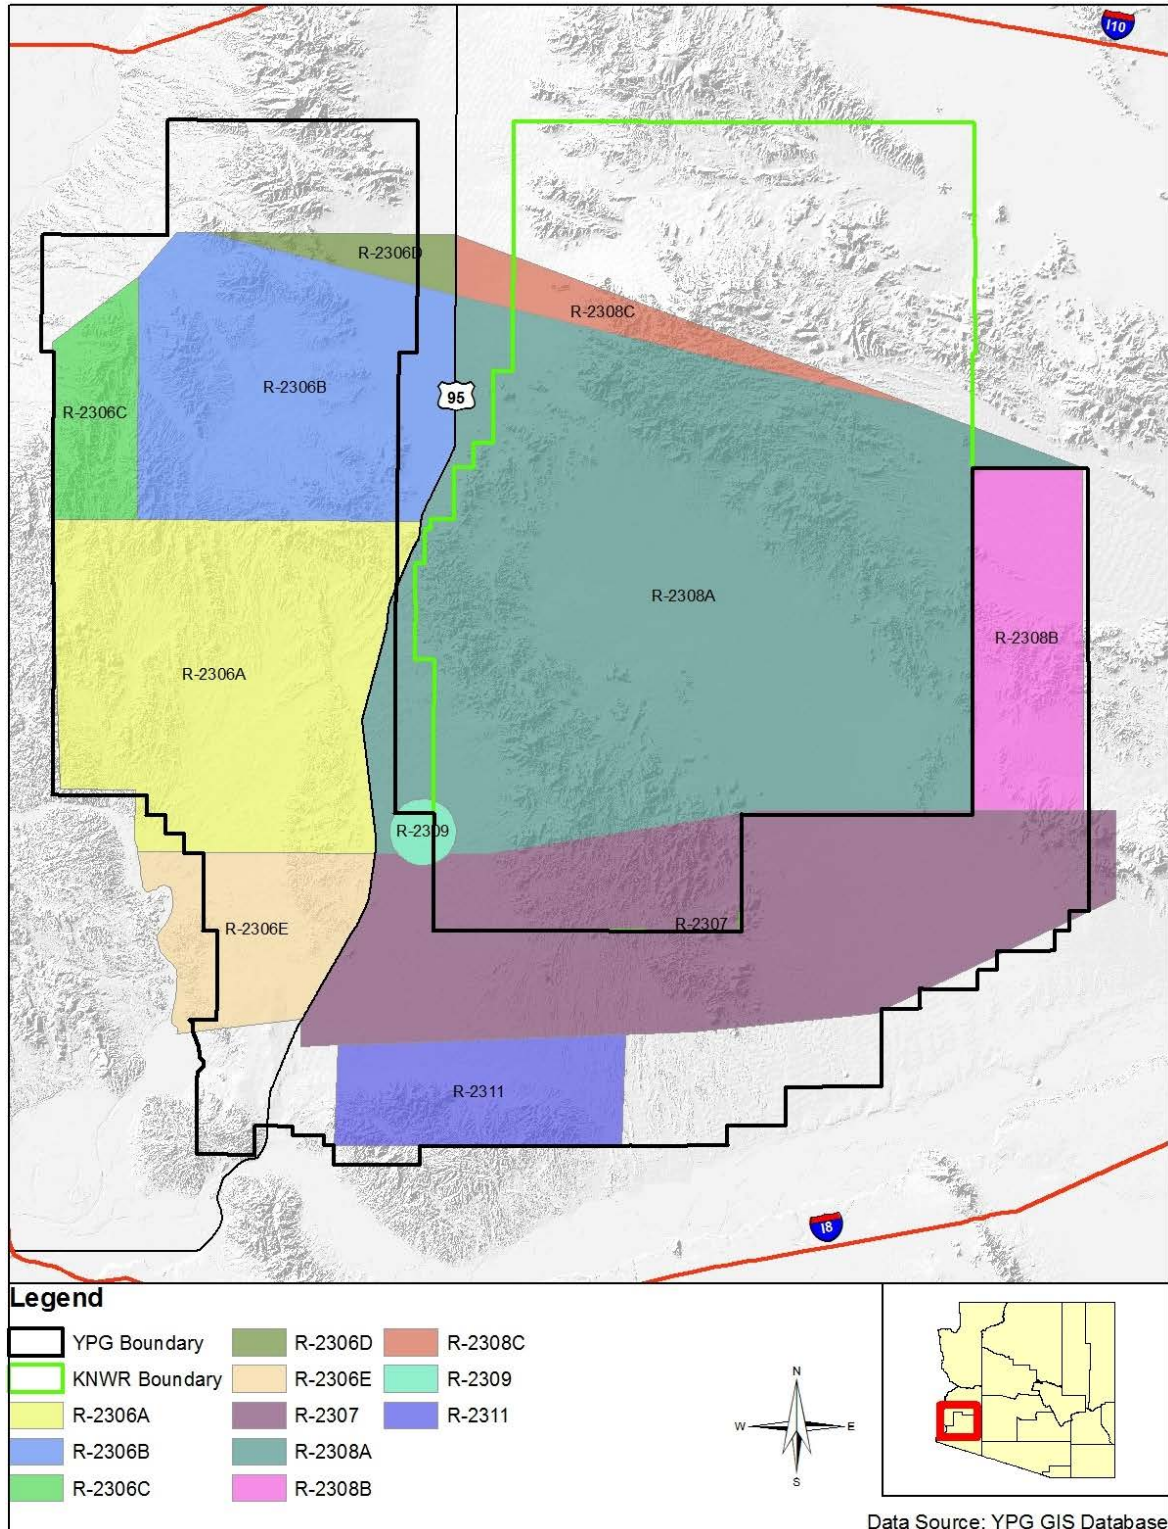 I10
R-2306D
R-2308C
R-2306B
95
R-2306C
R-2308A
R-2308B
R-2306A
R-2309
R-2307
R-2306E
R-2311
I8
Legend
YPG Boundary
KNWR Boundary
R-2306A
R-2306B
R-2306C
R-2306D
R-2306E
R-2307
R-2308A
R-2308B
R-2308C
R-2309
R-2311
N
W E
S
Data Source: YPG GIS Database